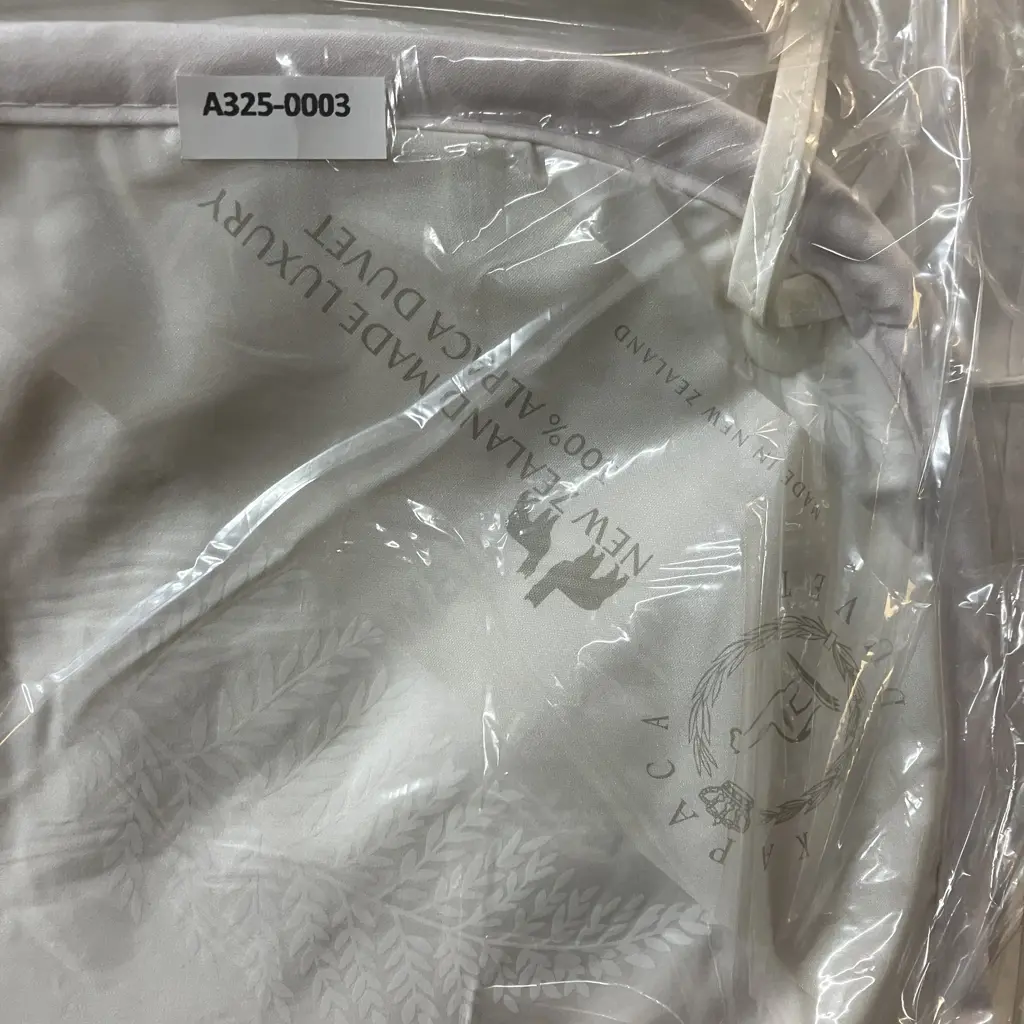 A325-0003
NEW ZEALAND MADE LUXURY
100% ALPACA DUVET
MADE IN NEW ZEALAND
KAPACA DUVET